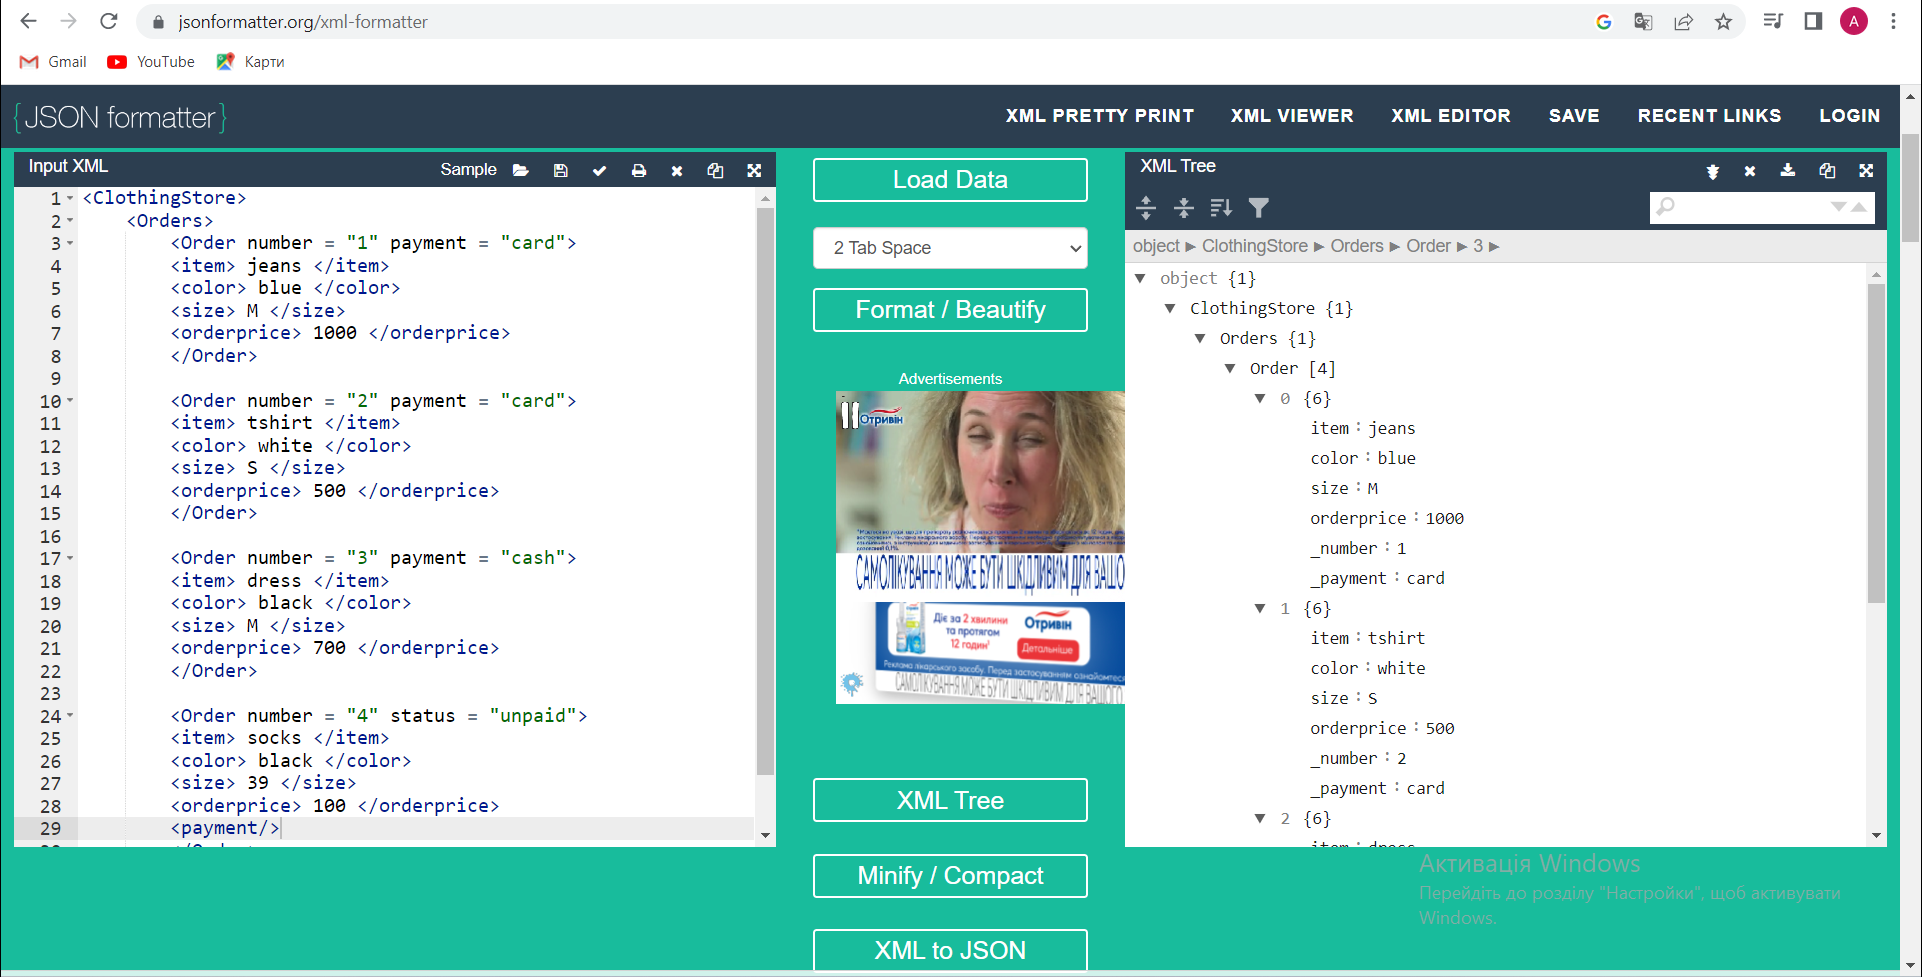 jsonformatter.org/xml-formatter
A
Gmail YouTube Карти
{JSON formatter}
XML PRETTY PRINT XML VIEWER XML EDITOR SAVE RECENT LINKS LOGIN
Input XML
Sample
1 <ClothingStore>
2 <Orders>
3 <Order number = "1" payment = "card">
4 <item> jeans </item>
5 <color> blue </color>
6 <size> M </size>
7 <orderprice> 1000 </orderprice>
8 </Order>
9
10 <Order number = "2" payment = "card">
11 <item> tshirt </item>
12 <color> white </color>
13 <size> S </size>
14 <orderprice> 500 </orderprice>
15 </Order>
16
17 <Order number = "3" payment = "cash">
18 <item> dress </item>
19 <color> black </color>
20 <size> M </size>
21 <orderprice> 700 </orderprice>
22 </Order>
23
24 <Order number = "4" status = "unpaid">
25 <item> socks </item>
26 <color> black </color>
27 <size> 39 </size>
28 <orderprice> 100 </orderprice>
29 <payment/>
Load Data
2 Tab Space
Format / Beautify
Advertisements
Отривін
САМОЛІКУВАННЯ МОЖЕ БУТИ ШКІДЛИВИМ ДЛЯ ВАШО
Діє за 2 хвилини
та протягом
12 годин
Отривін
Детальніше
Реклама лікарського засобу. Перед застосуванням ознайомтеся
САМОЛІКУВАННЯ МОЖЕ БУТИ ШКІДЛИВИМ ДЛЯ ВАШОГО
XML Tree
Minify / Compact
XML to JSON
XML Tree
object ► ClothingStore ► Orders ► Order ► 3 ►
object {1}
ClothingStore {1}
Orders {1}
Order [4]
0 {6}
item : jeans
color : blue
size : M
orderprice : 1000
_number : 1
_payment : card
1 {6}
item : tshirt
color : white
size : S
orderprice : 500
_number : 2
_payment : card
2 {6}
item : dress
Активація Windows
Перейдіть до розділу "Настройки", щоб активувати
Windows.